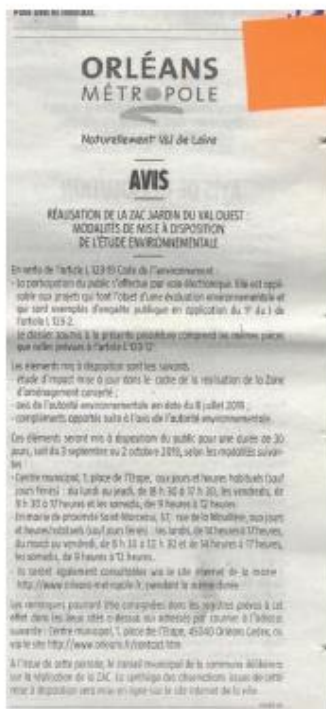 ORLÉANS
MÉTROPOLE
Naturellement Val de Loire
AVIS
RÉALISATION DE LA ZAC JARDIN DU VAL OUEST
MODALITÉS DE MISE À DISPOSITION
DE L'ÉTUDE ENVIRONNEMENTALE
En vertu de l'article L 123-19 Code de l'environnement :
- La participation du public s'effectue par voie électronique. Elle est appli-
cable aux projets qui font l'objet d'une évaluation environnementale et
qui sont exemptés d'enquête publique en application du 1° du I de
l'article L 123-2.
- Le dossier soumis à la présente procédure comprend les mêmes pièces
que celles prévues à l'article L 123-12.
Les éléments mis à disposition sont les suivants :
- étude d'impact mise à jour dans le cadre de la réalisation de la Zone
d'aménagement concerté ;
- avis de l'autorité environnementale en date du 8 juillet 2019 ;
- compléments apportés suite à l'avis de l'autorité environnementale.
Ces éléments seront mis à disposition du public pour une durée de 30
jours, soit du 3 septembre au 2 octobre 2019, selon les modalités suivan-
tes :
- Centre municipal, 1, place de l'Étape, aux jours et heures habituels (sauf
jours fériés) : du lundi au jeudi, de 8 h 30 à 17 h 30, les vendredis, de
8 h 30 à 17 heures et les samedis, de 9 heures à 12 heures.
- En mairie de proximité Saint-Marceau, 57, rue de la Mouillère, aux jours
et heures habituels (sauf jours fériés) : les lundis, de 14 heures à 17 heures,
du mardi au vendredi, de 8 h 30 à 12 h 30 et de 14 heures à 17 heures,
les samedis, de 9 heures à 12 heures.
Ils seront également consultables via le site internet de la mairie :
http://www.orleans-metropole.fr, pendant la même durée.
Les remarques pourront être consignées dans les registres prévus à cet
effet dans les lieux cités ci-dessus ou adressés par courrier à l'adresse
suivante : Centre municipal, 1, place de l'Étape, 45040 Orléans Cedex, ou
via le site http://www.orleans.fr/contact.htm
À l'issue de cette période, le conseil municipal de la commune délibérera
sur la réalisation de la ZAC. La synthèse des observations issues de cette
mise à disposition sera mise en ligne sur le site internet de la ville.